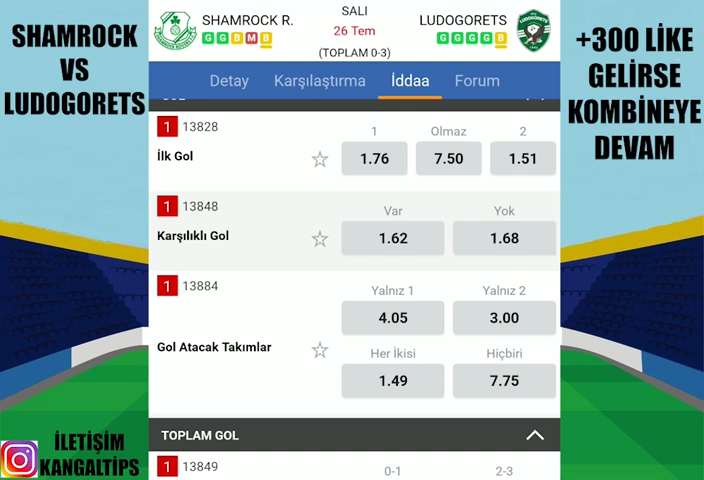 SHAMROCK
VS
LUDOGORETS
SHAMROCK R.
G G B M B
SALI
26 Tem
(TOPLAM 0-3)
LUDOGORETS
G G G G B
+300 LİKE
GELİRSE
KOMBİNEYE
DEVAM
Detay Karşılaştırma İddaa Forum
1 13828
İlk Gol
1 Olmaz 2
1.76 7.50 1.51
1 13848
Karşılıklı Gol
Var Yok
1.62 1.68
1 13884
Gol Atacak Takımlar
Yalnız 1 Yalnız 2
4.05 3.00
Her İkisi Hiçbiri
1.49 7.75
TOPLAM GOL
1 13849
0-1 2-3
İLETİŞİM
KANGALTİPS